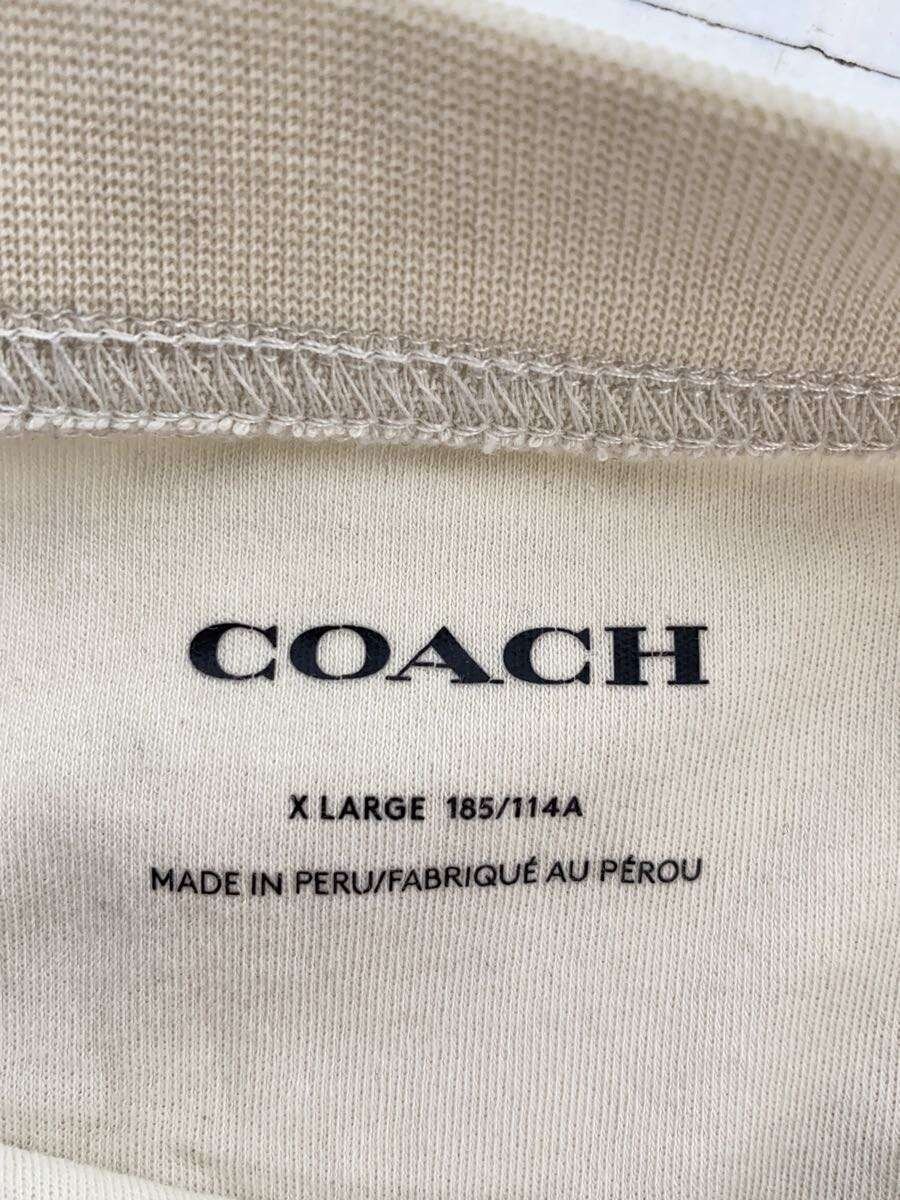 COACH
X LARGE 185/114A
MADE IN PERU/FABRIQUÉ AU PÉROU